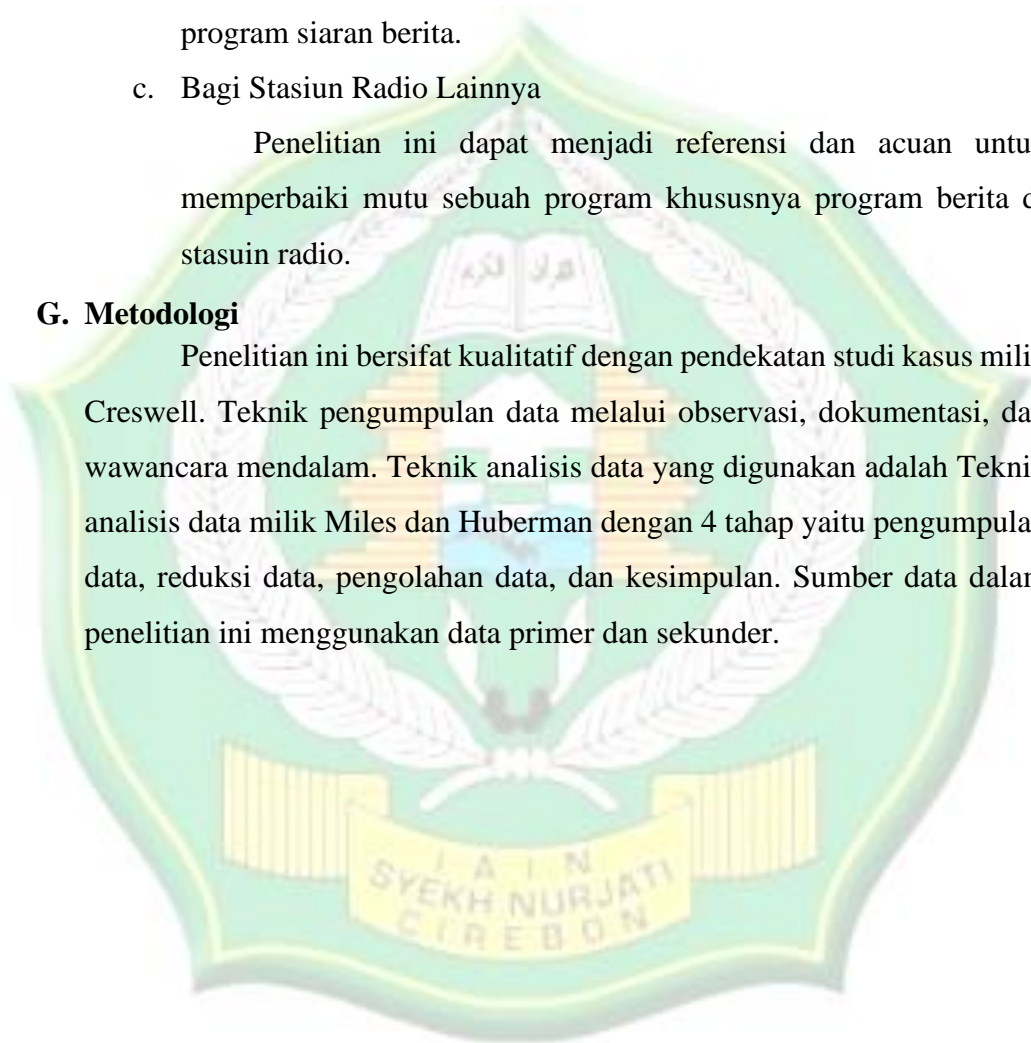 program siaran berita.
c. Bagi Stasiun Radio Lainnya
Penelitian ini dapat menjadi referensi dan acuan untu
memperbaiki mutu sebuah program khususnya program berita d
stasuin radio.
G. Metodologi
Penelitian ini bersifat kualitatif dengan pendekatan studi kasus mili
Creswell. Teknik pengumpulan data melalui observasi, dokumentasi, da
wawancara mendalam. Teknik analisis data yang digunakan adalah Tekni
analisis data milik Miles dan Huberman dengan 4 tahap yaitu pengumpula
data, reduksi data, pengolahan data, dan kesimpulan. Sumber data dalam
penelitian ini menggunakan data primer dan sekunder.
IAIN
SYEKH NURJATI
CIREBON